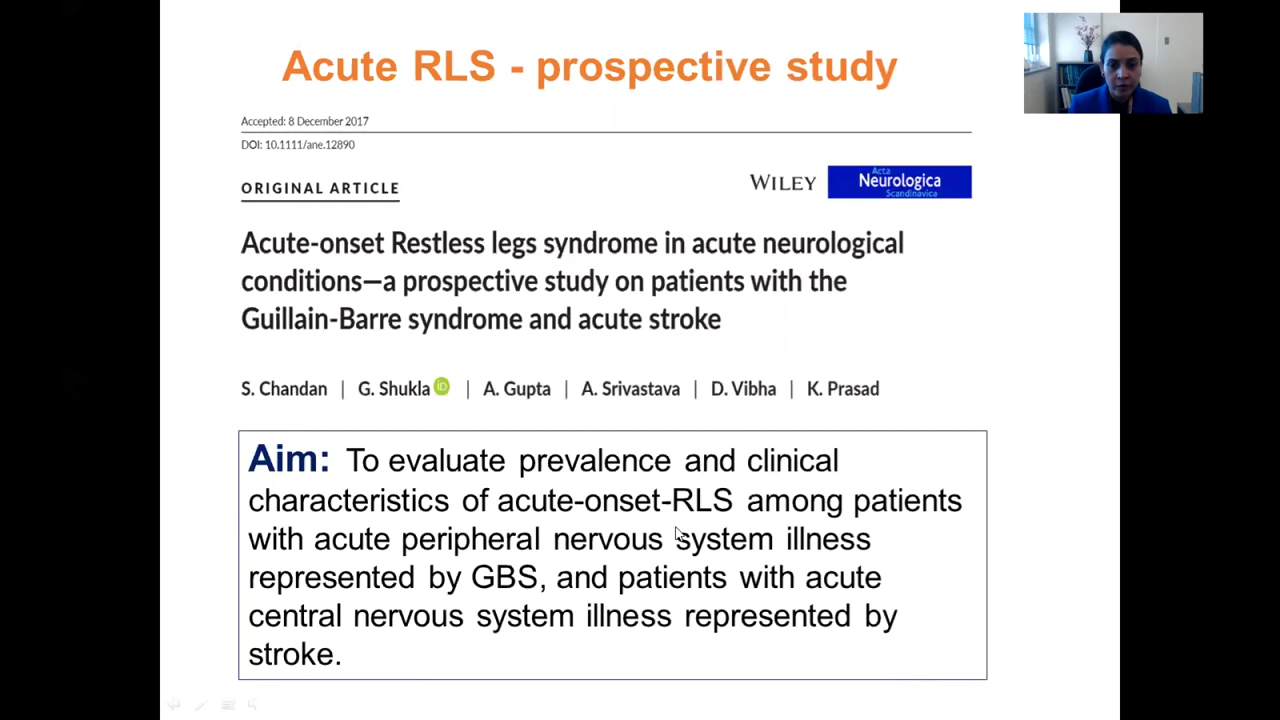 Acute RLS - prospective study
Accepted: 8 December 2017
DOI: 10.1111/ane.12890
ORIGINAL ARTICLE
WILEY
Acta
Neurologica
Scandinavica
Acute-onset Restless legs syndrome in acute neurological
conditions—a prospective study on patients with the
Guillain-Barre syndrome and acute stroke
S. Chandan | G. Shukla iD | A. Gupta | A. Srivastava | D. Vibha | K. Prasad
Aim: To evaluate prevalence and clinical
characteristics of acute-onset-RLS among patients
with acute peripheral nervous system illness
represented by GBS, and patients with acute
central nervous system illness represented by
stroke.